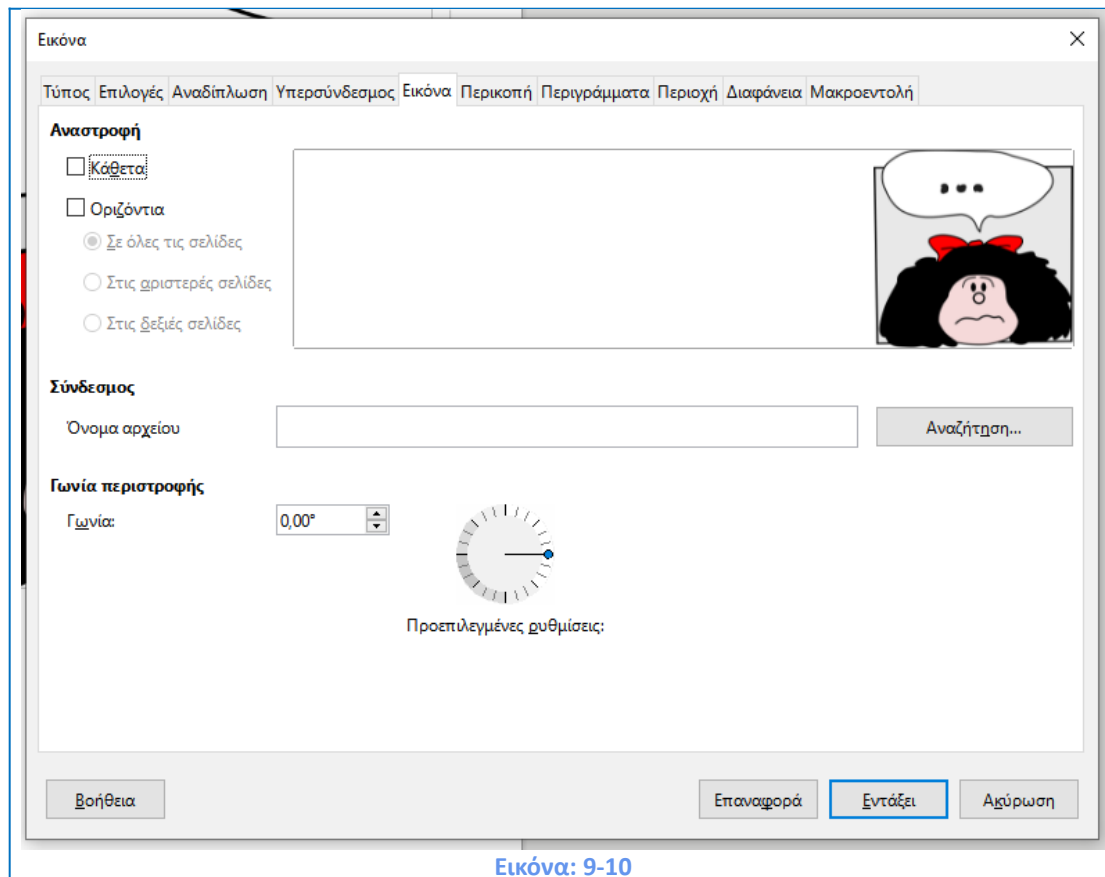 Εικόνα
Τύπος Επιλογές Αναδίπλωση Υπερσύνδεσμος Εικόνα Περικοπή Περιγράμματα Περιοχή Διαφάνεια Μακροεντολή
Αναστροφή
Κάθετα
Οριζόντια
Σε όλες τις σελίδες
Στις αριστερές σελίδες
Στις δεξιές σελίδες
Σύνδεσμος
Όνομα αρχείου
Αναζήτηση...
Γωνία περιστροφής
Γωνία: 0,00°
Προεπιλεγμένες ρυθμίσεις:
Βοήθεια Επαναφορά Εντάξει Ακύρωση
Εικόνα: 9-10